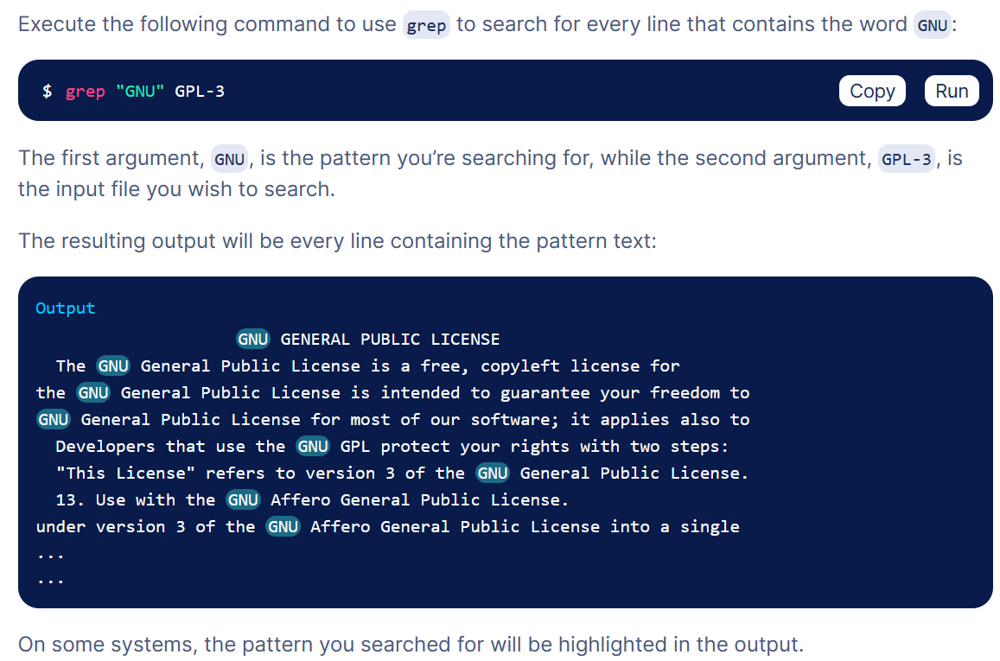 Execute the following command to use grep to search for every line that contains the word GNU:
$ grep "GNU" GPL-3
Copy
Run
The first argument, GNU, is the pattern you’re searching for, while the second argument, GPL-3, is
the input file you wish to search.
The resulting output will be every line containing the pattern text:
Output
GNU GENERAL PUBLIC LICENSE
The GNU General Public License is a free, copyleft license for
the GNU General Public License is intended to guarantee your freedom to
GNU General Public License for most of our software; it applies also to
Developers that use the GNU GPL protect your rights with two steps:
"This License" refers to version 3 of the GNU General Public License.
13. Use with the GNU Affero General Public License.
under version 3 of the GNU Affero General Public License into a single
...
...
On some systems, the pattern you searched for will be highlighted in the output.